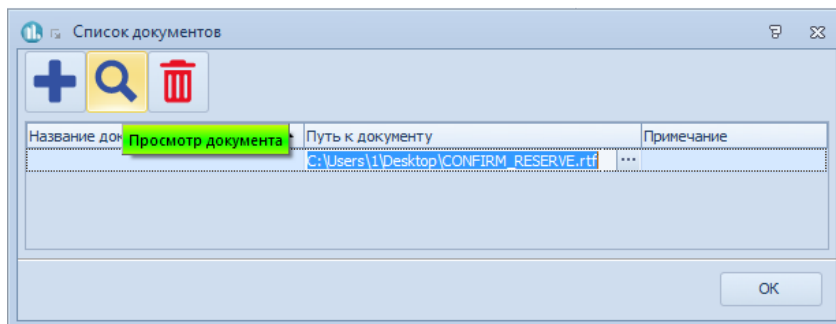 Список документов
Название док
Просмотр документа
Путь к документу
Примечание
C:\Users\1\Desktop\CONFIRM_RESERVE.rtf
...
OK